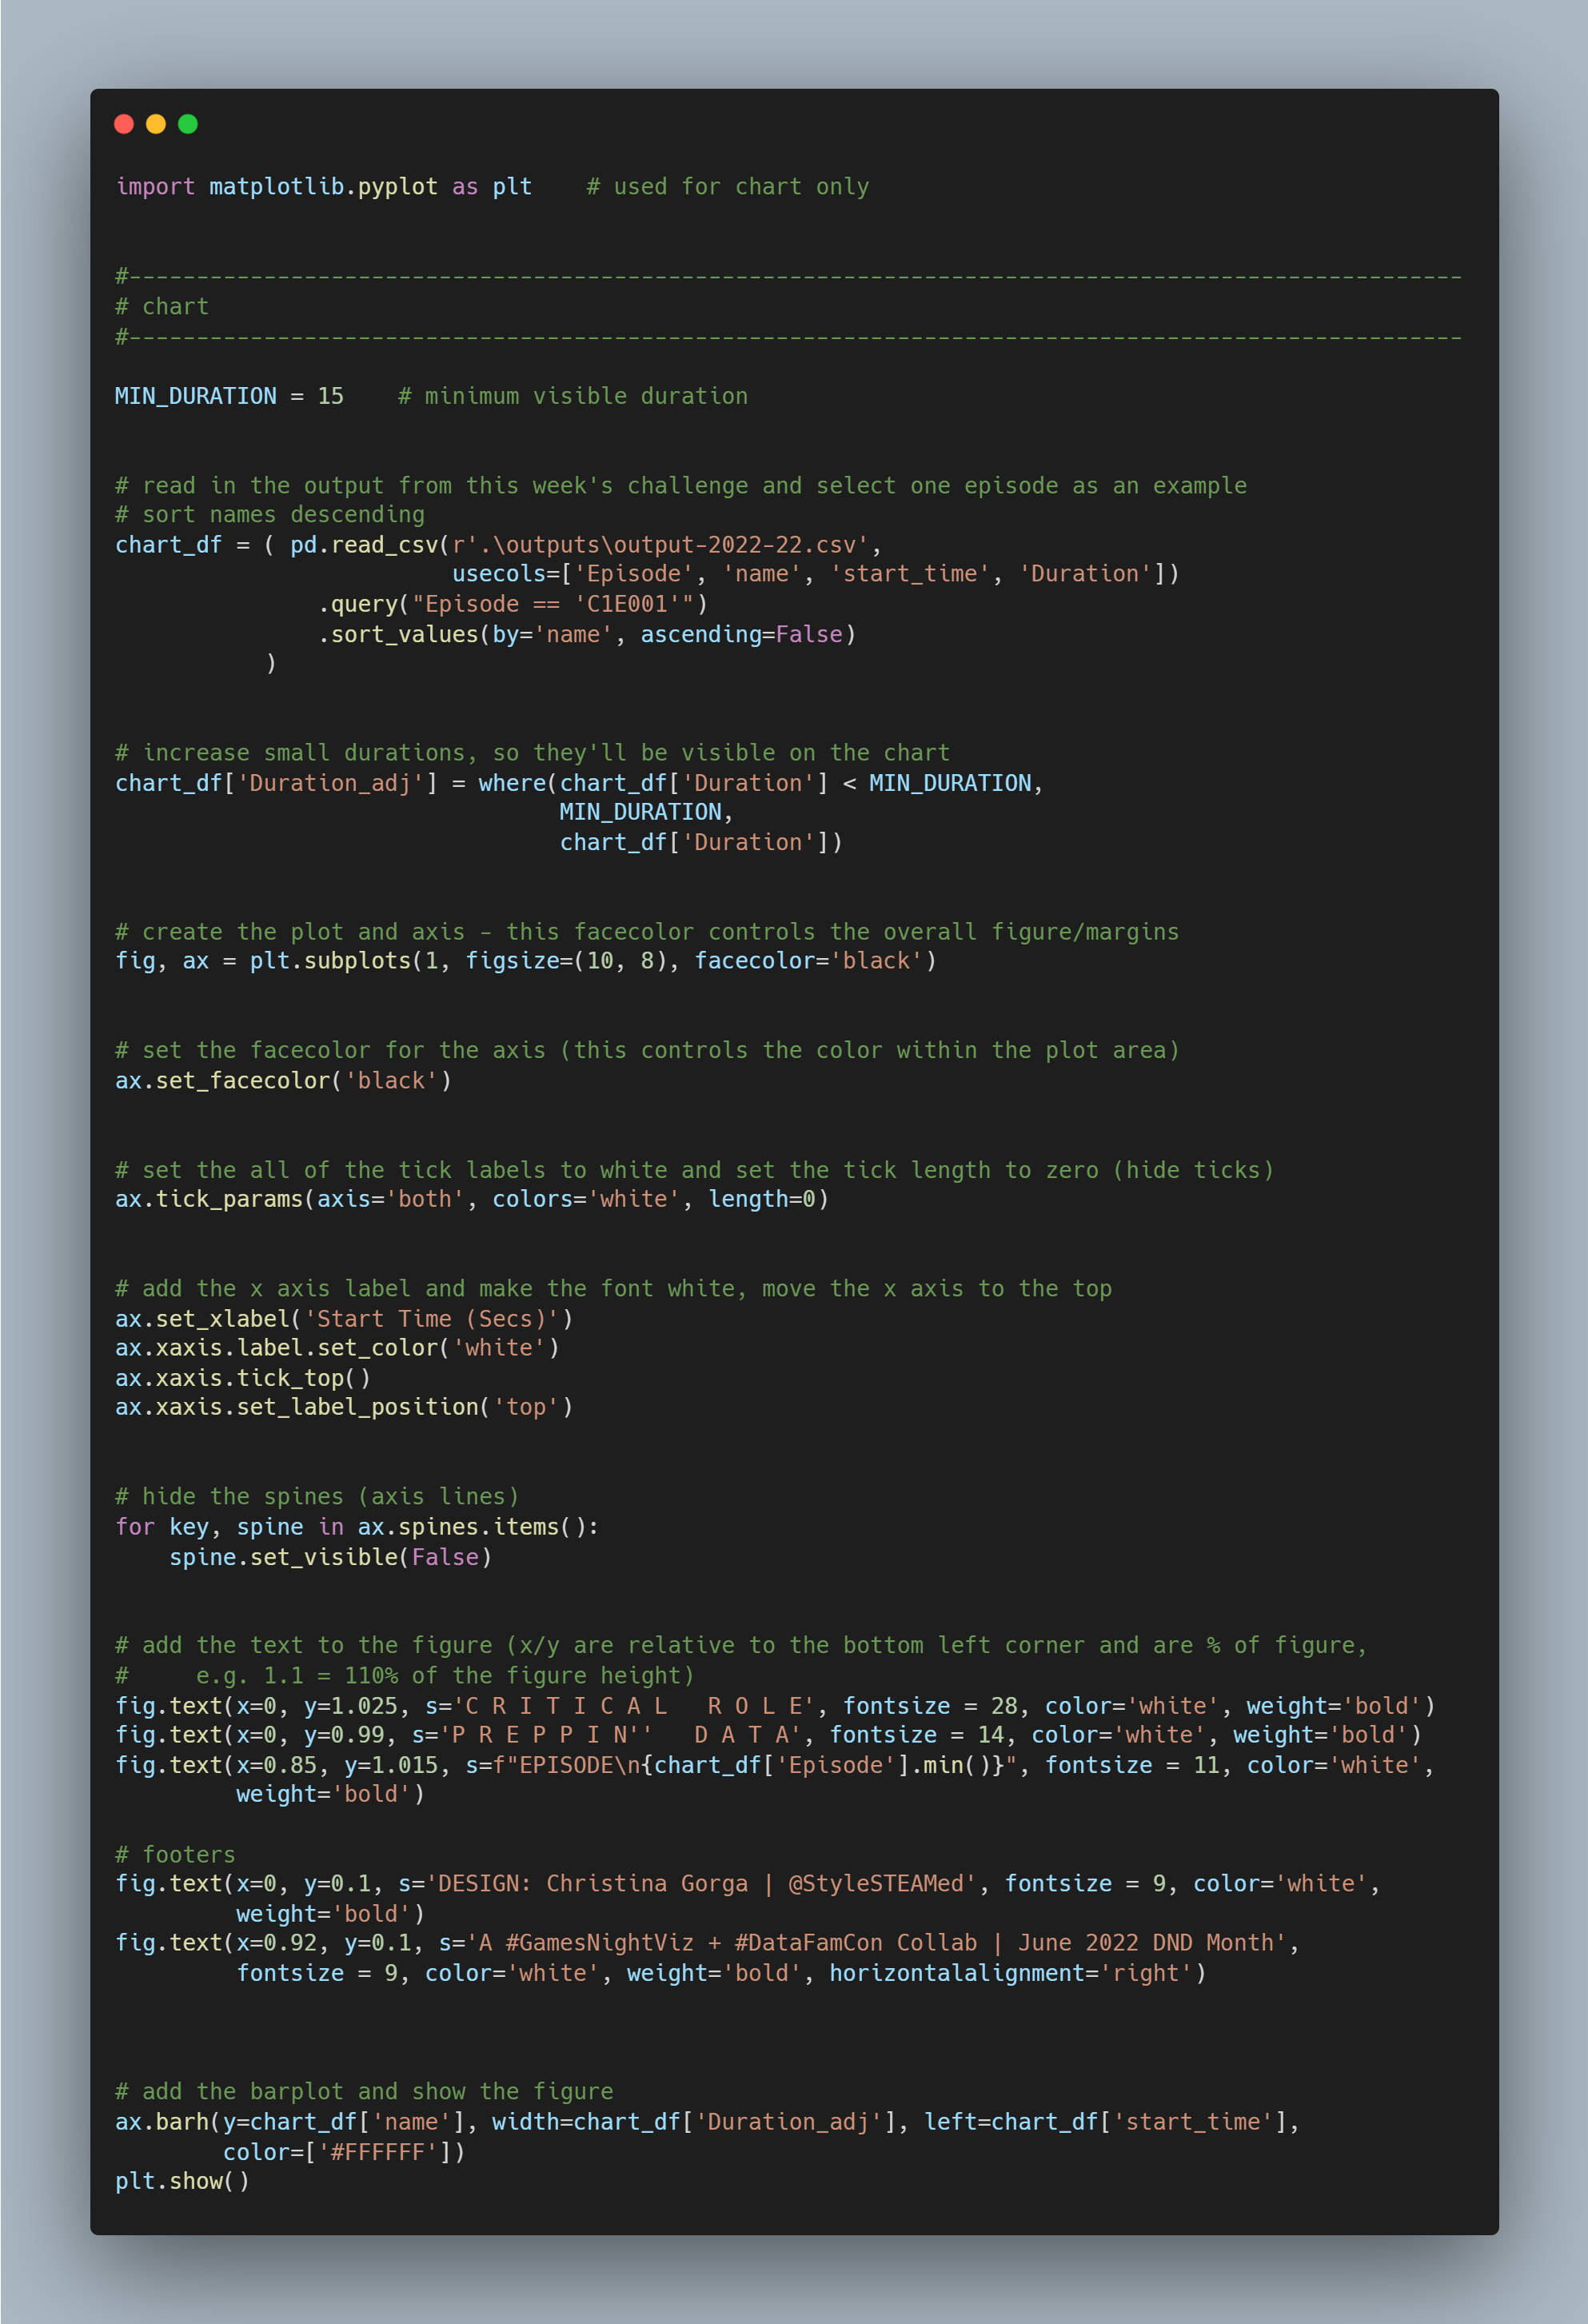 import matplotlib.pyplot as plt    # used for chart only
#---------------------------------------------------------------------------------------------------
# chart
#---------------------------------------------------------------------------------------------------
MIN_DURATION = 15    # minimum visible duration
# read in the output from this week's challenge and select one episode as an example
# sort names descending
chart_df = ( pd.read_csv(r'.\outputs\output-2022-22.csv',
                         usecols=['Episode', 'name', 'start_time', 'Duration'])
               .query("Episode == 'C1E001'")
               .sort_values(by='name', ascending=False)
           )
# increase small durations, so they'll be visible on the chart
chart_df['Duration_adj'] = where(chart_df['Duration'] < MIN_DURATION,
                                 MIN_DURATION,
                                 chart_df['Duration'])
# create the plot and axis - this facecolor controls the overall figure/margins
fig, ax = plt.subplots(1, figsize=(10, 8), facecolor='black')
# set the facecolor for the axis (this controls the color within the plot area)
ax.set_facecolor('black')
# set the all of the tick labels to white and set the tick length to zero (hide ticks)
ax.tick_params(axis='both', colors='white', length=0)
# add the x axis label and make the font white, move the x axis to the top
ax.set_xlabel('Start Time (Secs)')
ax.xaxis.label.set_color('white')
ax.xaxis.tick_top()
ax.xaxis.set_label_position('top')
# hide the spines (axis lines)
for key, spine in ax.spines.items():
    spine.set_visible(False)
# add the text to the figure (x/y are relative to the bottom left corner and are % of figure,
#     e.g. 1.1 = 110% of the figure height)
fig.text(x=0, y=1.025, s='C R I T I C A L   R O L E', fontsize = 28, color='white', weight='bold')
fig.text(x=0, y=0.99, s='P R E P P I N''   D A T A', fontsize = 14, color='white', weight='bold')
fig.text(x=0.85, y=1.015, s=f"EPISODE\n{chart_df['Episode'].min()}", fontsize = 11, color='white',
         weight='bold')
# footers
fig.text(x=0, y=0.1, s='DESIGN: Christina Gorga | @StyleSTEAMed', fontsize = 9, color='white',
         weight='bold')
fig.text(x=0.92, y=0.1, s='A #GamesNightViz + #DataFamCon Collab | June 2022 DND Month',
         fontsize = 9, color='white', weight='bold', horizontalalignment='right')
# add the barplot and show the figure
ax.barh(y=chart_df['name'], width=chart_df['Duration_adj'], left=chart_df['start_time'],
        color=['#FFFFFF'])
plt.show()